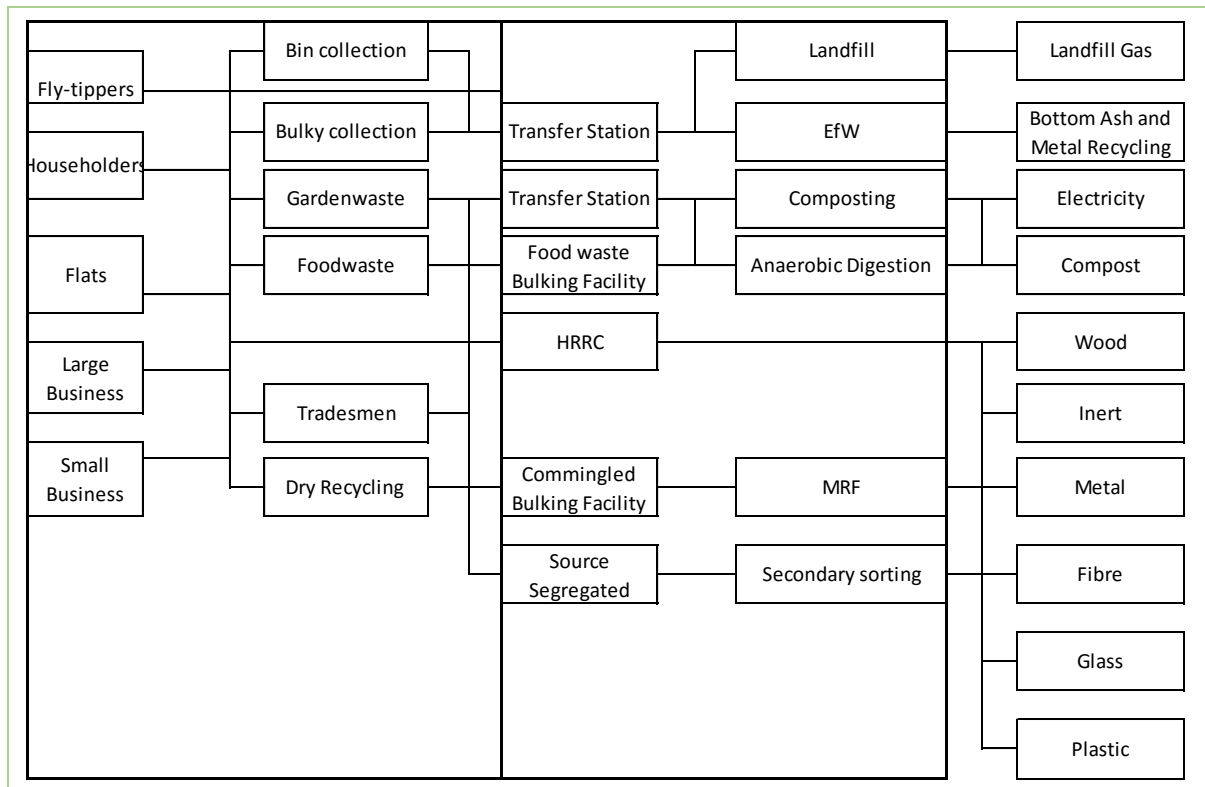 Bin collection
Landfill
Landfill Gas
Fly-tippers
Bulky collection
Transfer Station
EfW
Bottom Ash and
Metal Recycling
Householders
Gardenwaste
Transfer Station
Composting
Electricity
Flats
Foodwaste
Food waste
Bulking Facility
Anaerobic Digestion
Compost
HRRC
Wood
Large
Business
Tradesmen
Inert
Small
Business
Dry Recycling
Commingled
Bulking Facility
MRF
Metal
Source
Segregated
Secondary sorting
Fibre
Glass
Plastic